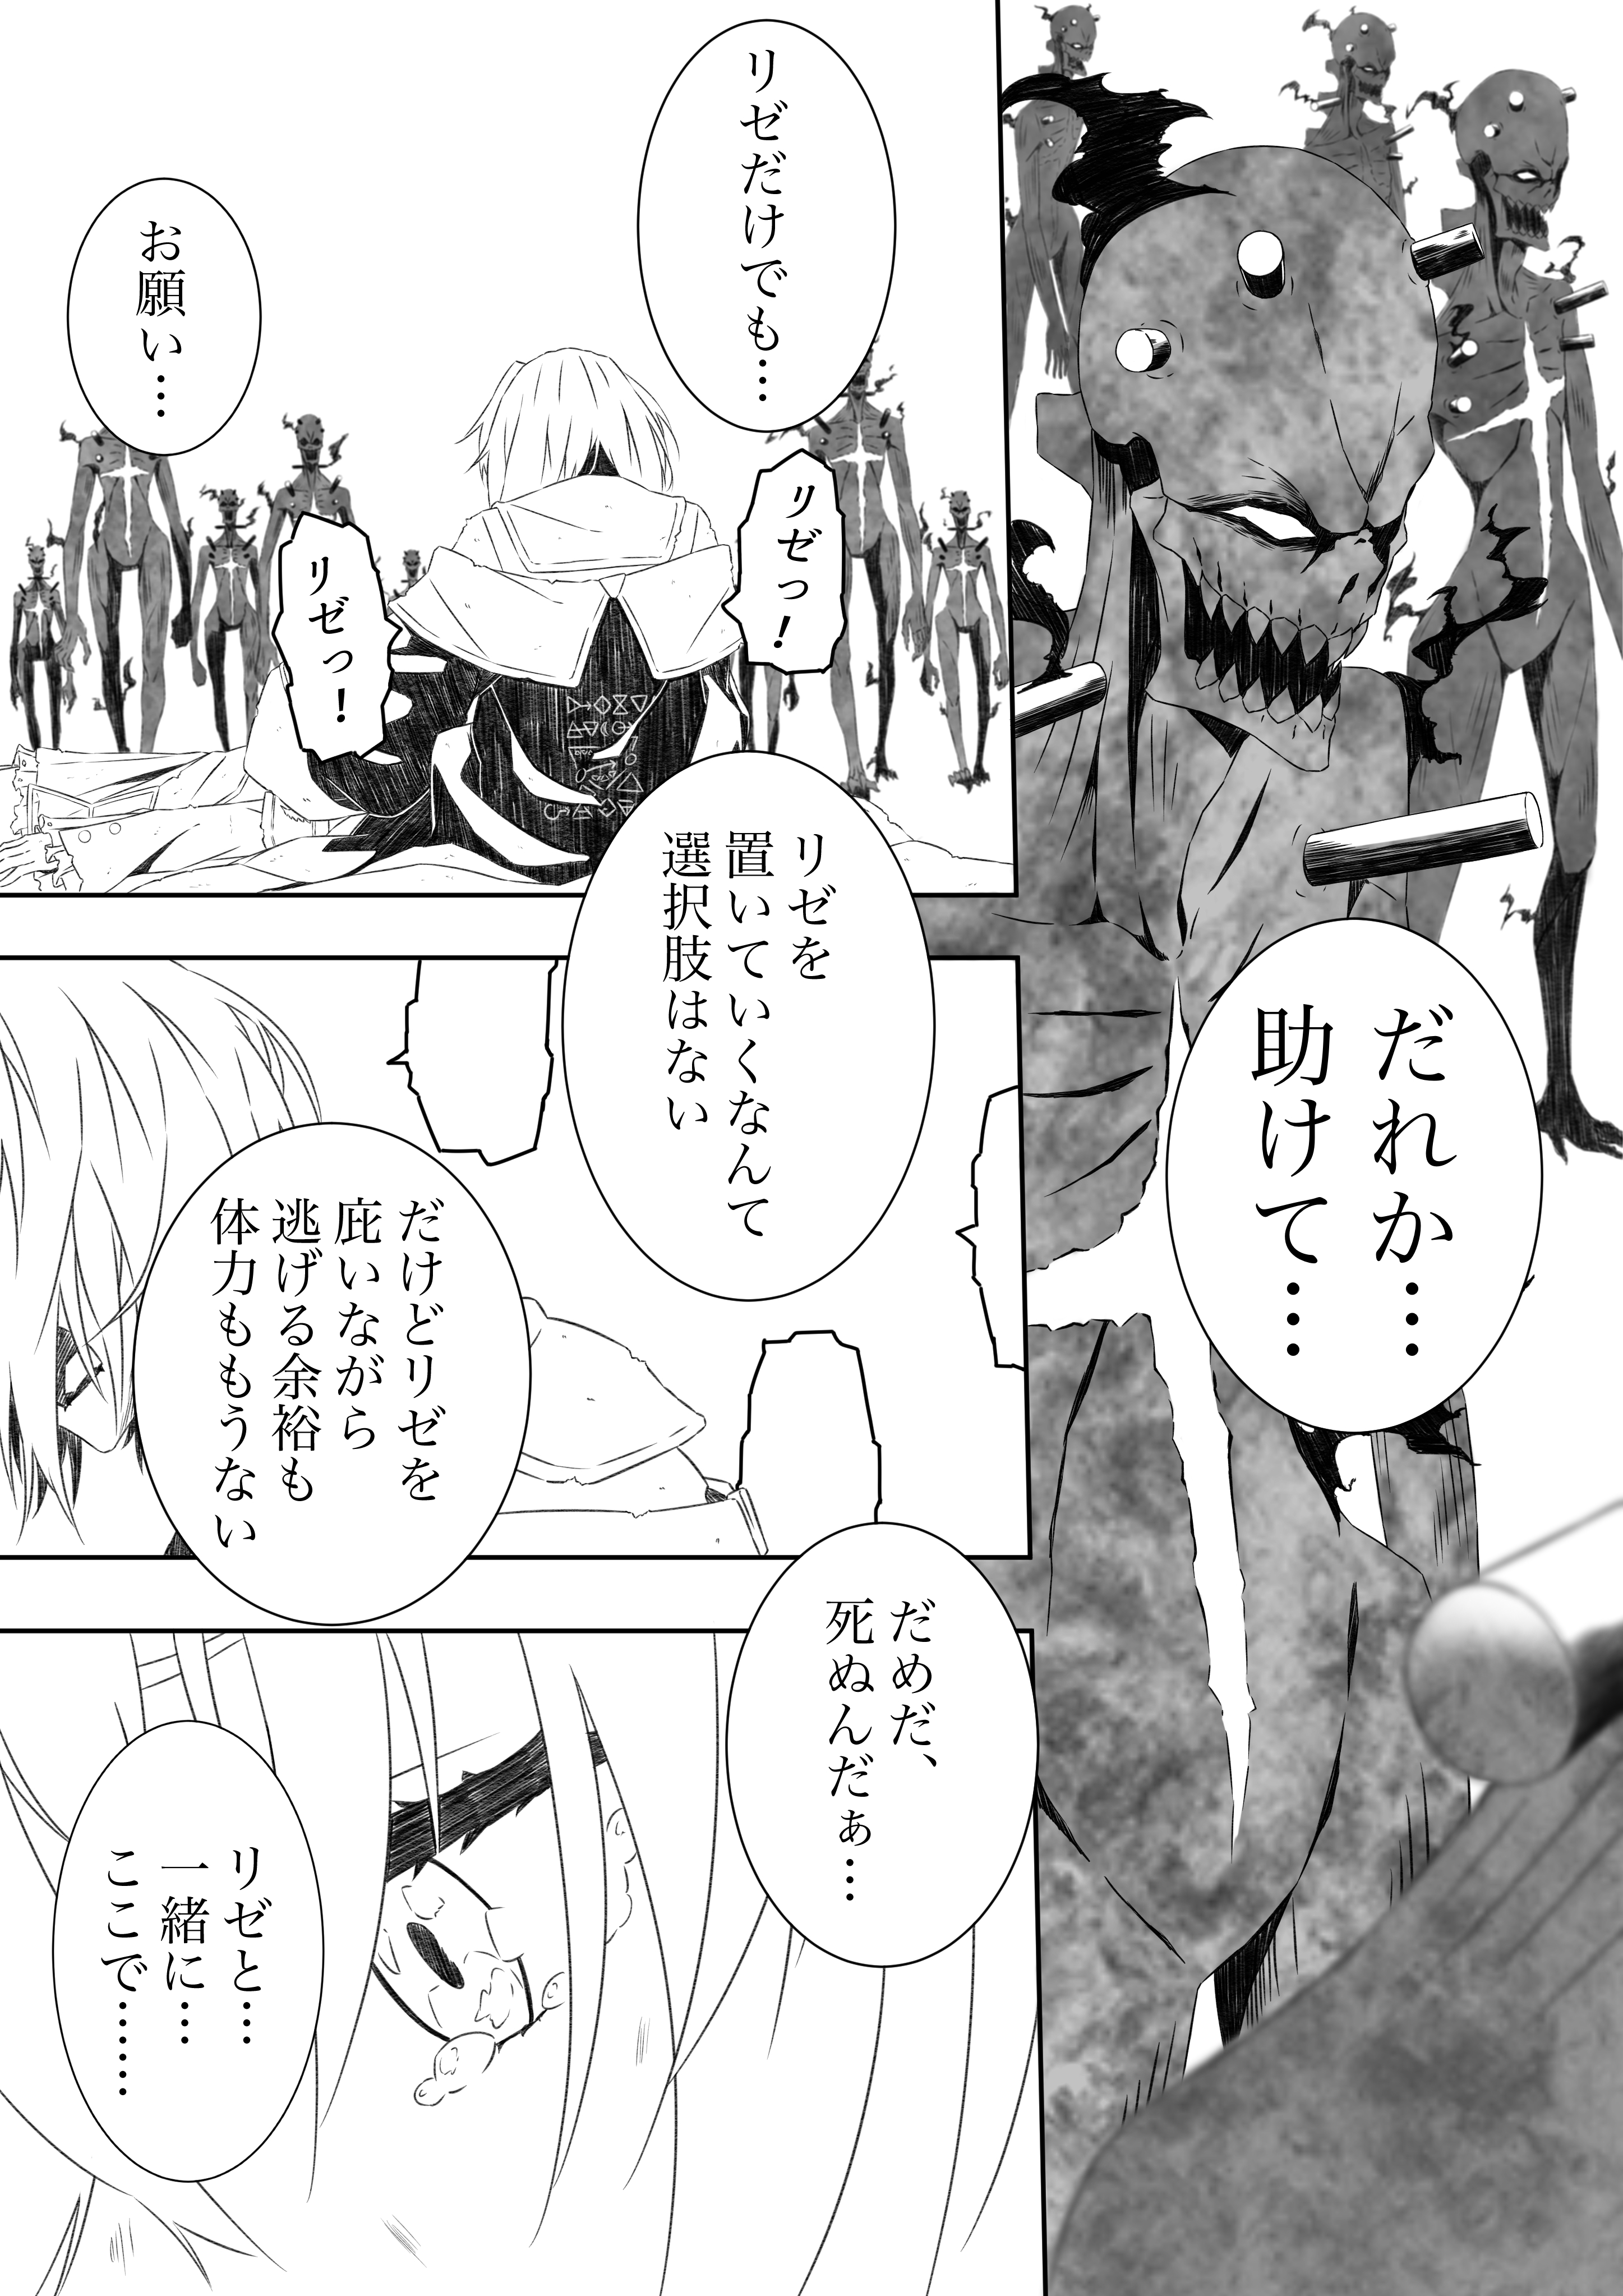 だれか…
助けて…
リゼだけでも…
お願い…
リゼっ！
リゼっ！
リゼを
置いていくなんて
選択肢はない
だけどリゼを
庇いながら
逃げる余裕も
体力ももうない
だめだ、
死ぬんだぁ…
リゼと…
一緒に…
ここで……